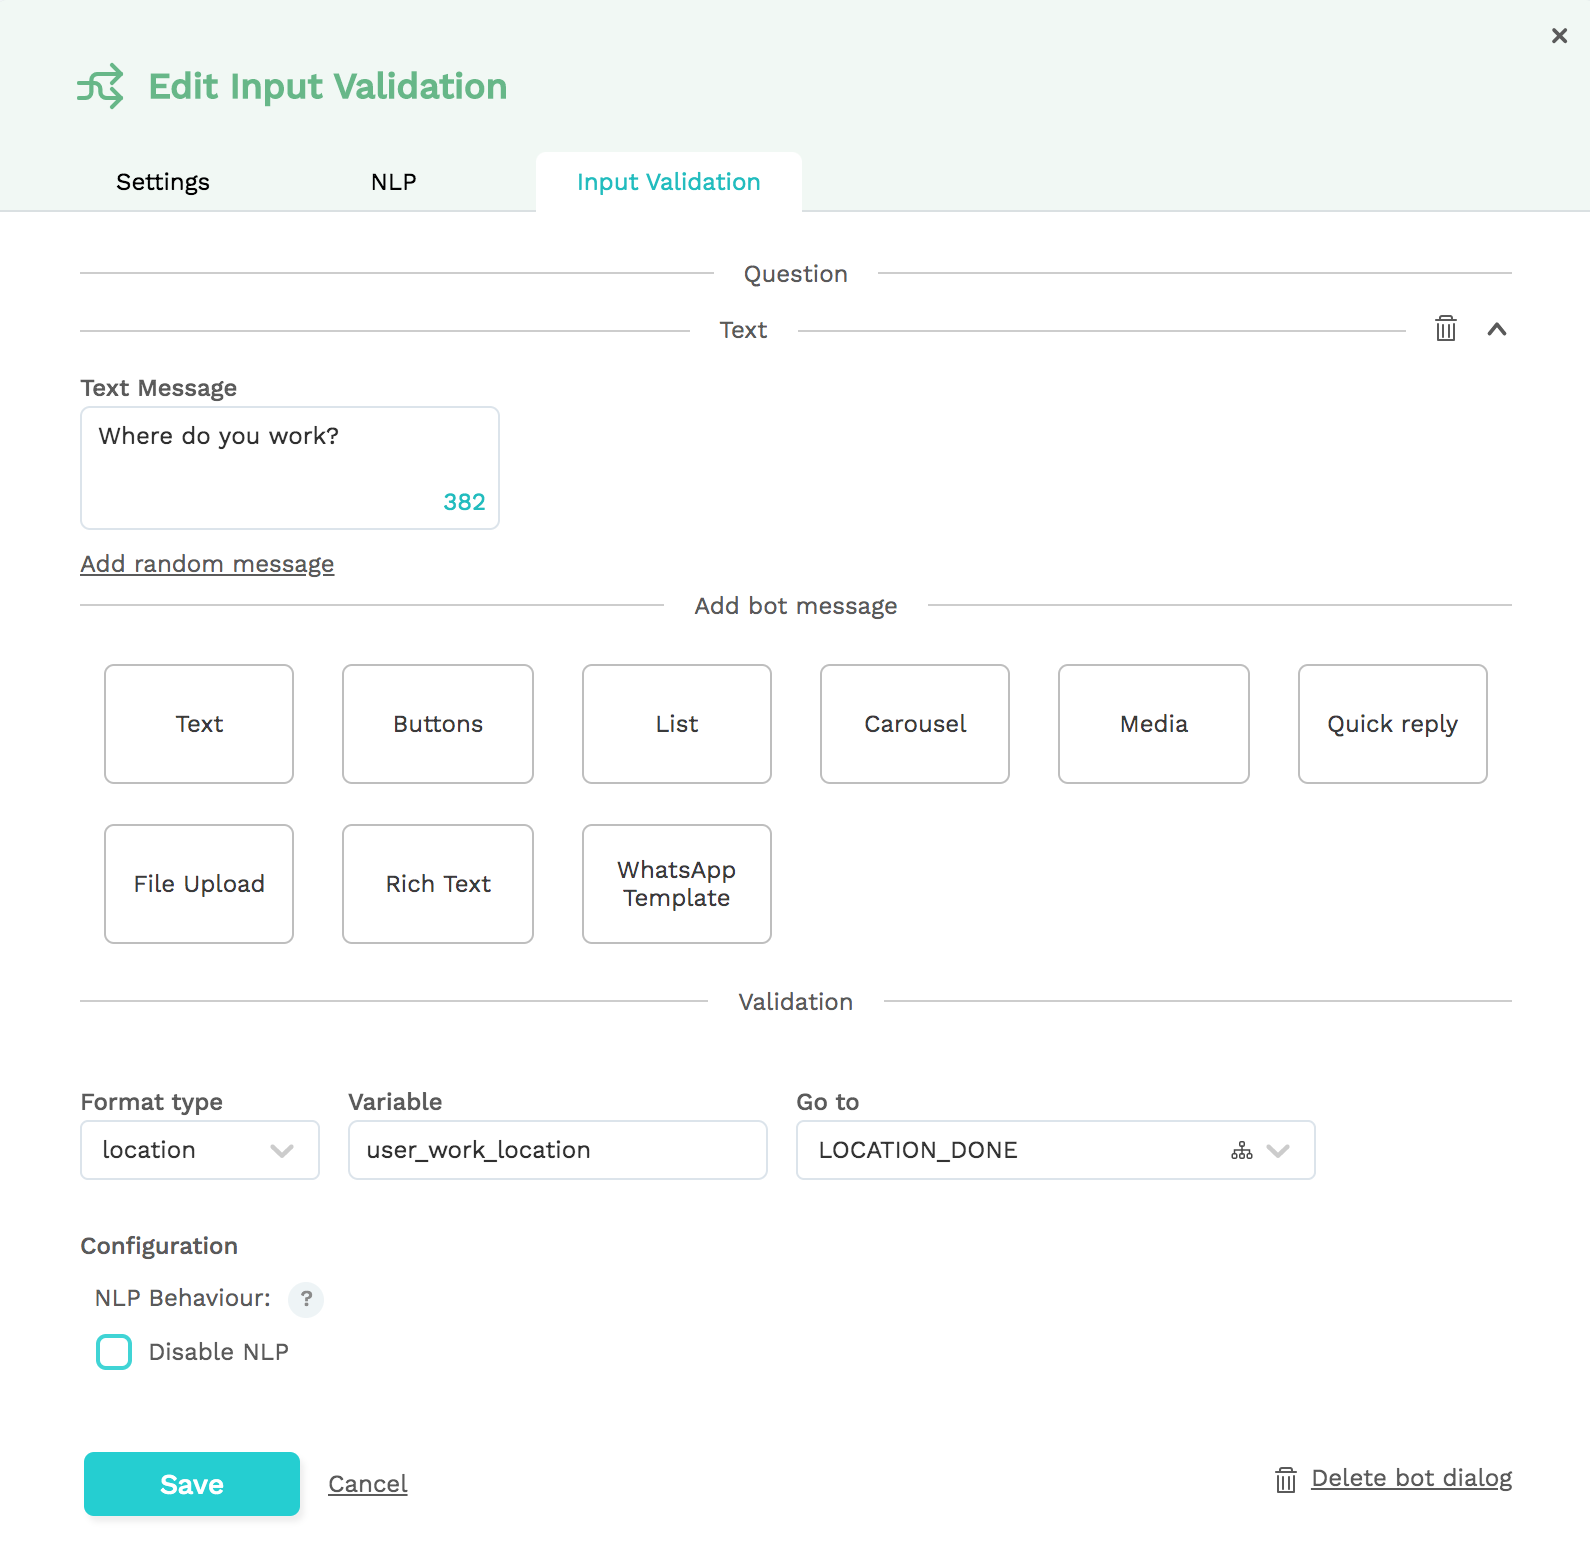 Edit Input Validation
Settings
NLP
Input Validation
Question
Text
Text Message
Where do you work?
382
Add random message
Add bot message
Text
Buttons
List
Carousel
Media
Quick reply
File Upload
Rich Text
WhatsApp
Template
Validation
Format type
Variable
Go to
location
user_work_location
LOCATION_DONE
Configuration
NLP Behaviour:
?
Disable NLP
Save
Cancel
Delete bot dialog